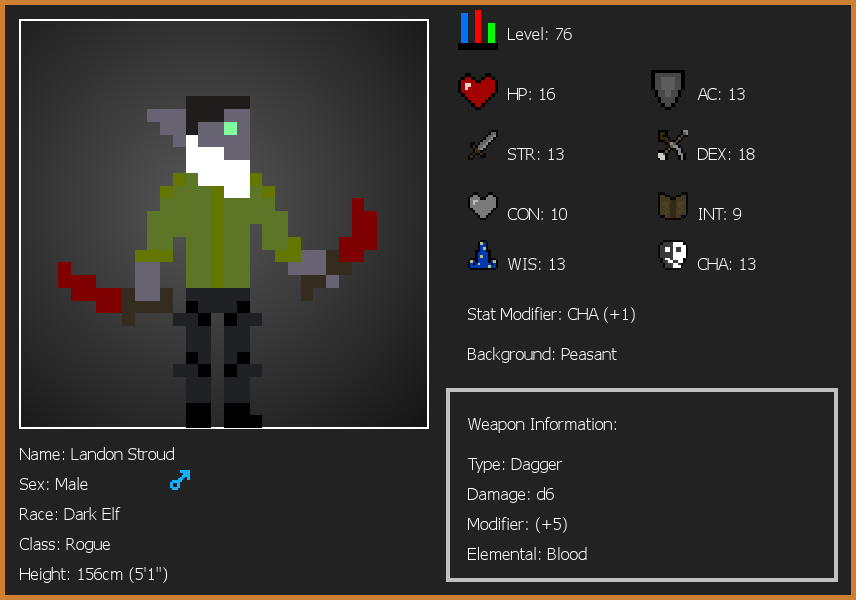 Level: 76
HP: 16
AC: 13
STR: 13
DEX: 18
CON: 10
INT: 9
WIS: 13
CHA: 13
Stat Modifier: CHA (+1)
Background: Peasant
Weapon Information:
Type: Dagger
Damage: d6
Modifier: (+5)
Elemental: Blood
Name: Landon Stroud
Sex: Male
Race: Dark Elf
Class: Rogue
Height: 156cm (5'1")